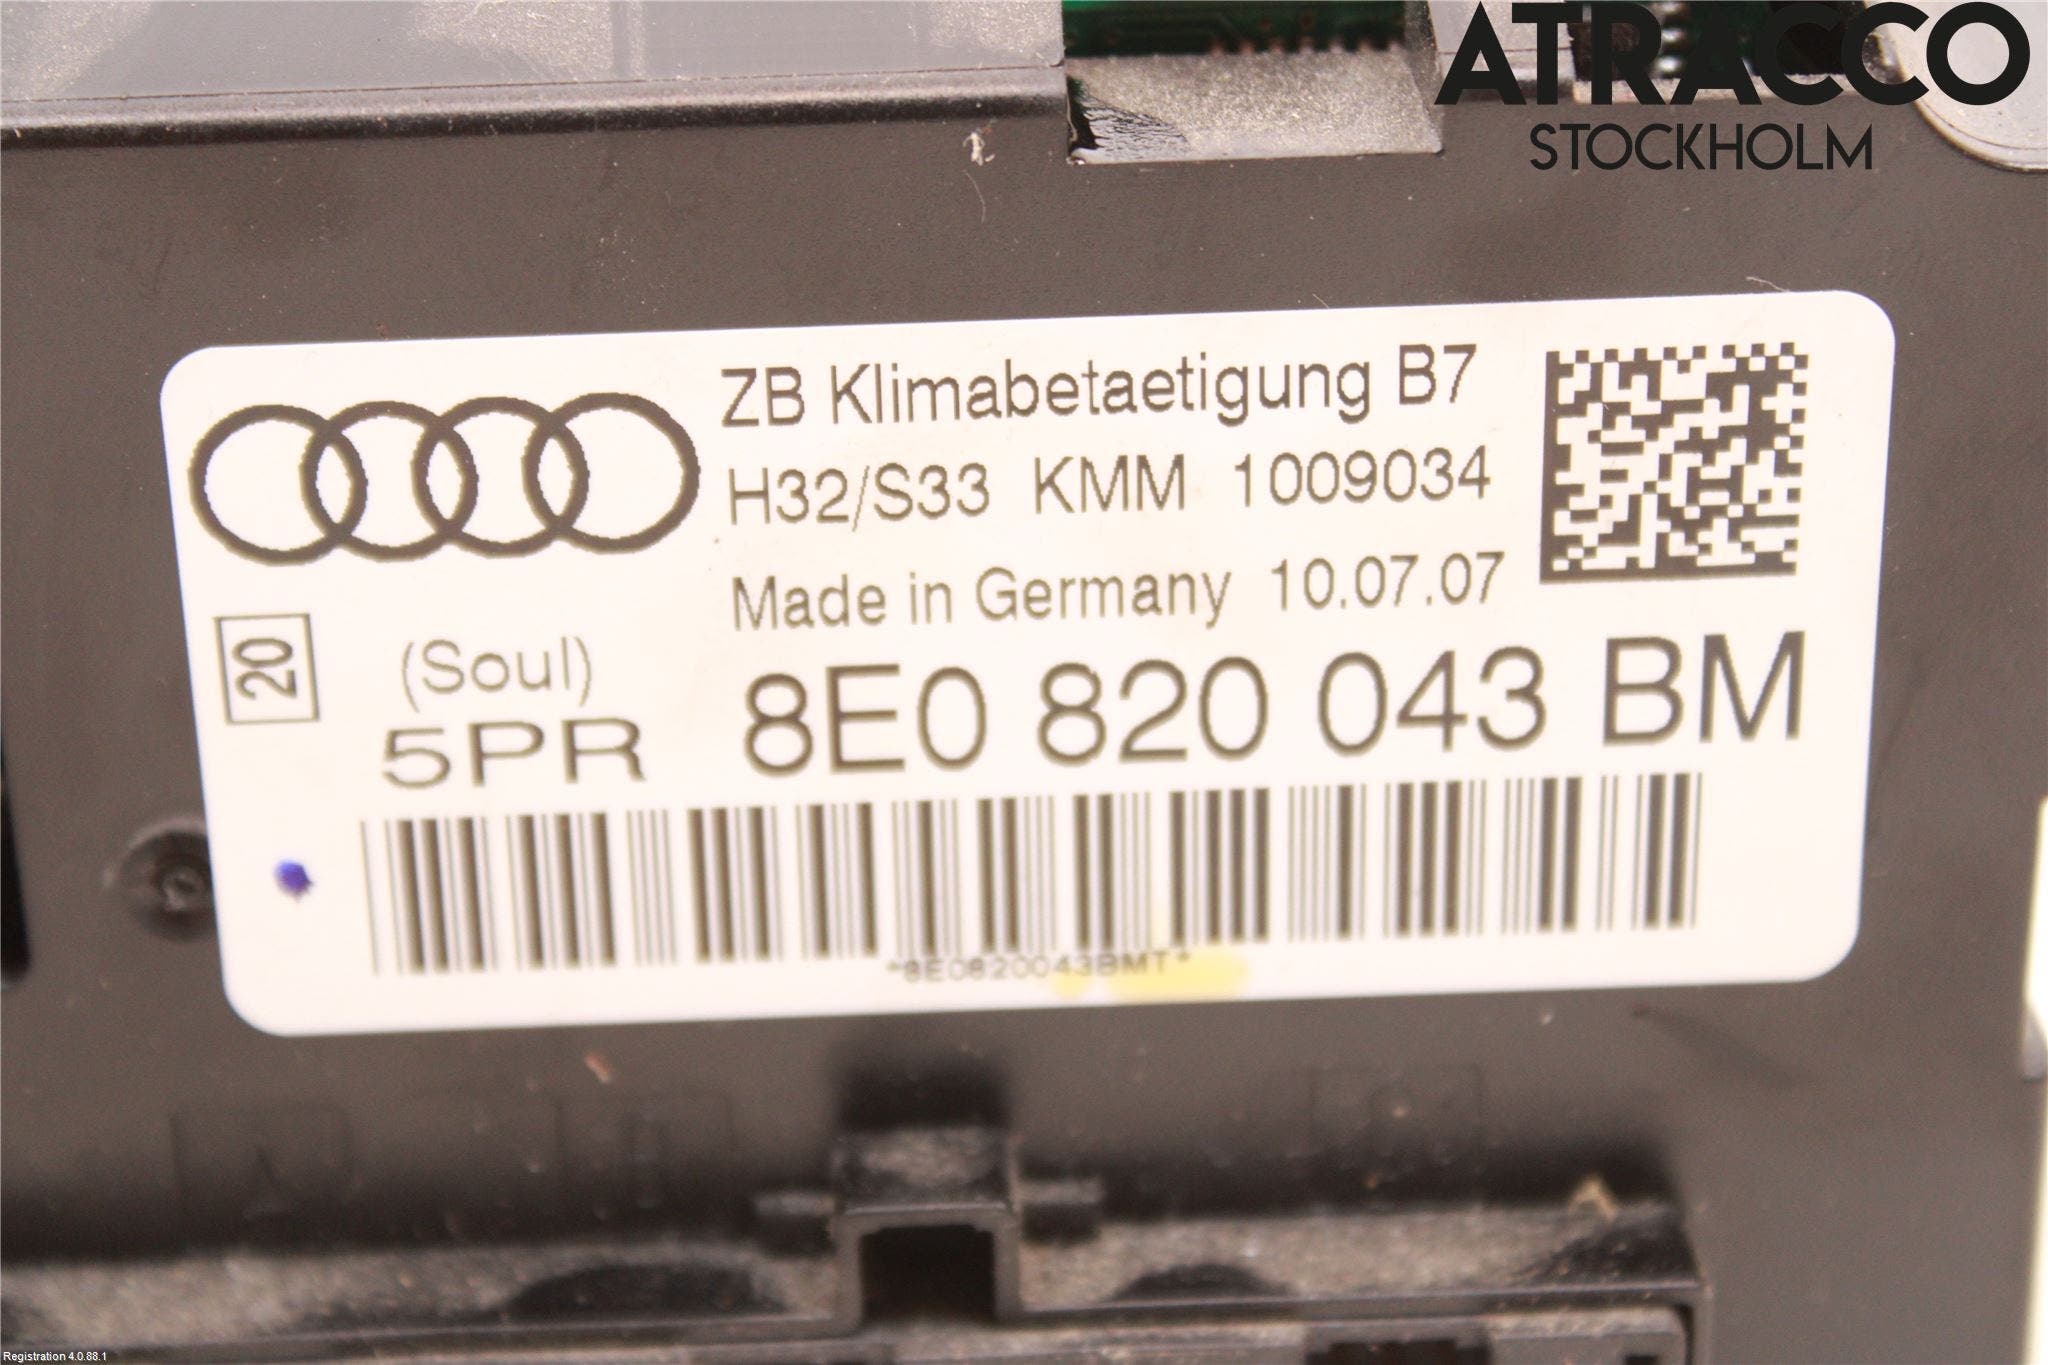 ATRACCO
STOCKHOLM
ZB Klimabetaetigung B7
H32/S33 KMM 1009034
Made in Germany 10.07.07
20
(Soul)
5PR 8E0 820 043 BM
*8E0820043BMT*
Registration 4.0.88.1